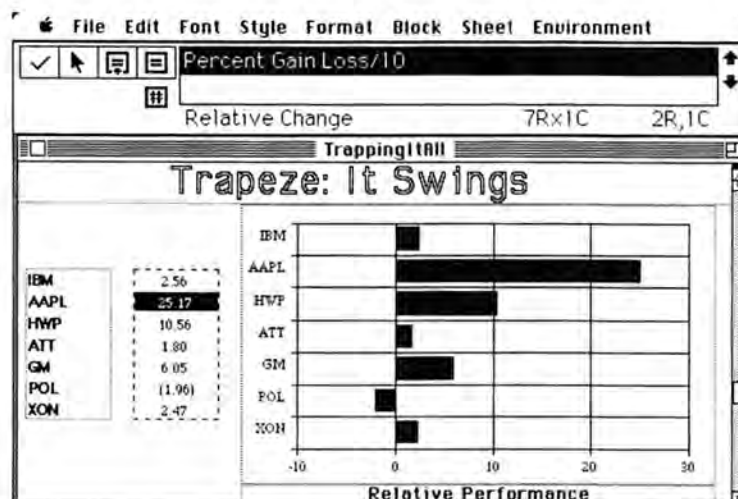 File Edit Font Style Format Block Sheet Environment
Percent Gain Loss/10
Relative Change 7R×1C 2R,1C
TrappingItAll
Trapeze: It Swings
IBM 2.56
AAPL 25.17
HWP 10.56
ATT 1.80
GM 6.05
POL (1.96)
XON 2.47
IBM
AAPL
HWP
ATT
GM
POL
XON
-10 0 10 20 30
Relative Performance